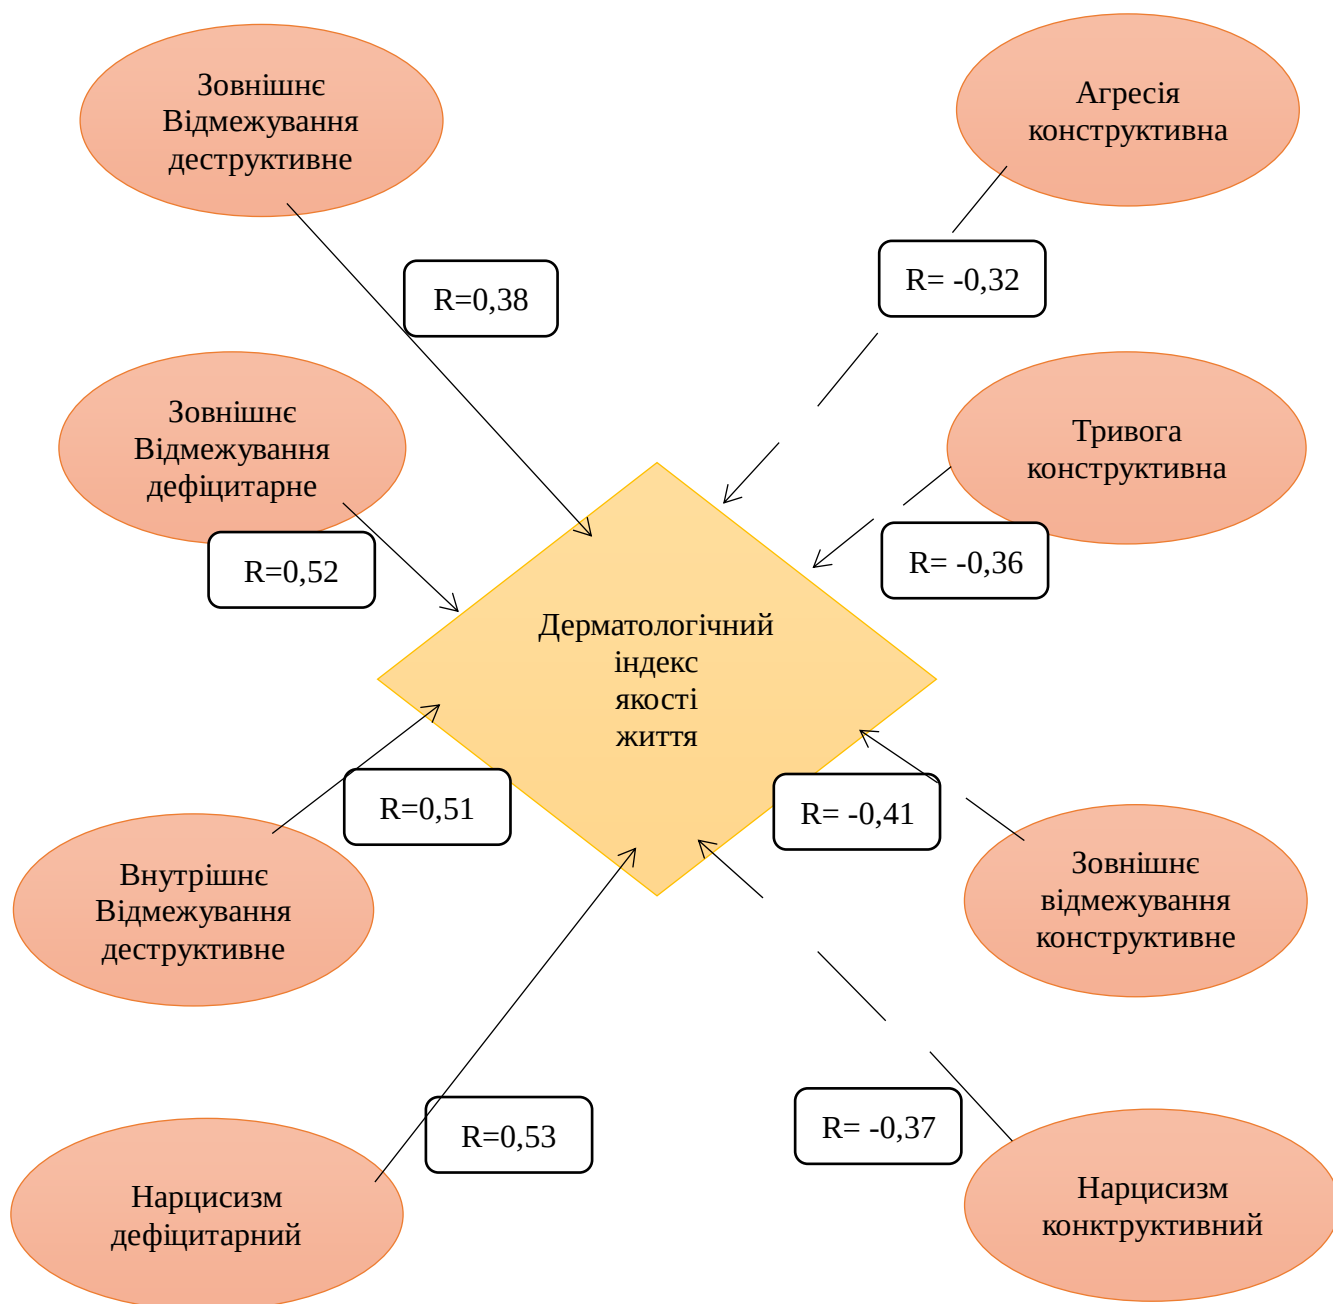 Зовнішнє
Відмежування
деструктивне
Агресія
конструктивна
R= -0,32
R=0,38
Зовнішнє
Відмежування
дефіцитарне
Тривога
конструктивна
R=0,52
R= -0,36
Дерматологічний
індекс
якості
життя
R=0,51
R= -0,41
Внутрішнє
Відмежування
деструктивне
Зовнішнє
відмежування
конструктивне
R=0,53
R= -0,37
Нарцисизм
дефіцитарний
Нарцисизм
конктруктивний